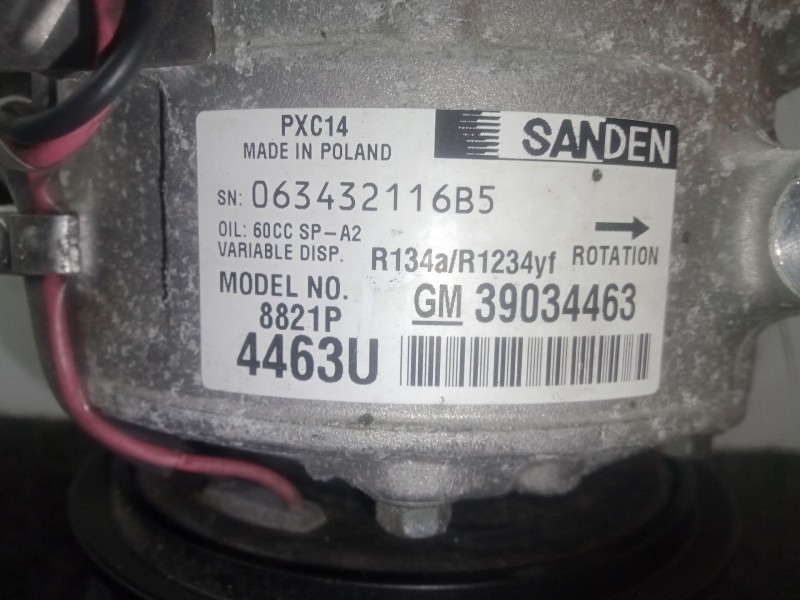 PXC14
MADE IN POLAND
SANDEN
SN: 063432116B5
OIL: 60CC SP-A2
VARIABLE DISP.
R134a/R1234yf
ROTATION
MODEL NO.
8821P
GM 39034463
4463U